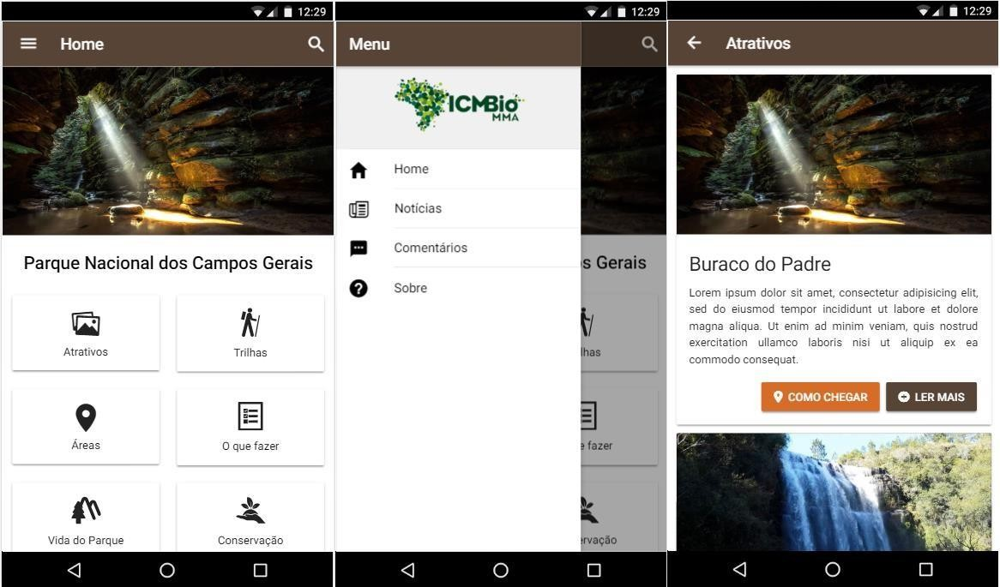 12:29
Home
Parque Nacional dos Campos Gerais
Atrativos
Trilhas
Áreas
O que fazer
Vida do Parque
Conservação
12:29
Menu
ICMBio
MMA
Home
Notícias
Comentários
Sobre
s Gerais
lhas
e fazer
ervação
12:29
Atrativos
Buraco do Padre
Lorem ipsum dolor sit amet, consectetur adipisicing elit,
sed do eiusmod tempor incididunt ut labore et dolore
magna aliqua. Ut enim ad minim veniam, quis nostrud
exercitation ullamco laboris nisi ut aliquip ex ea
commodo consequat.
COMO CHEGAR
LER MAIS